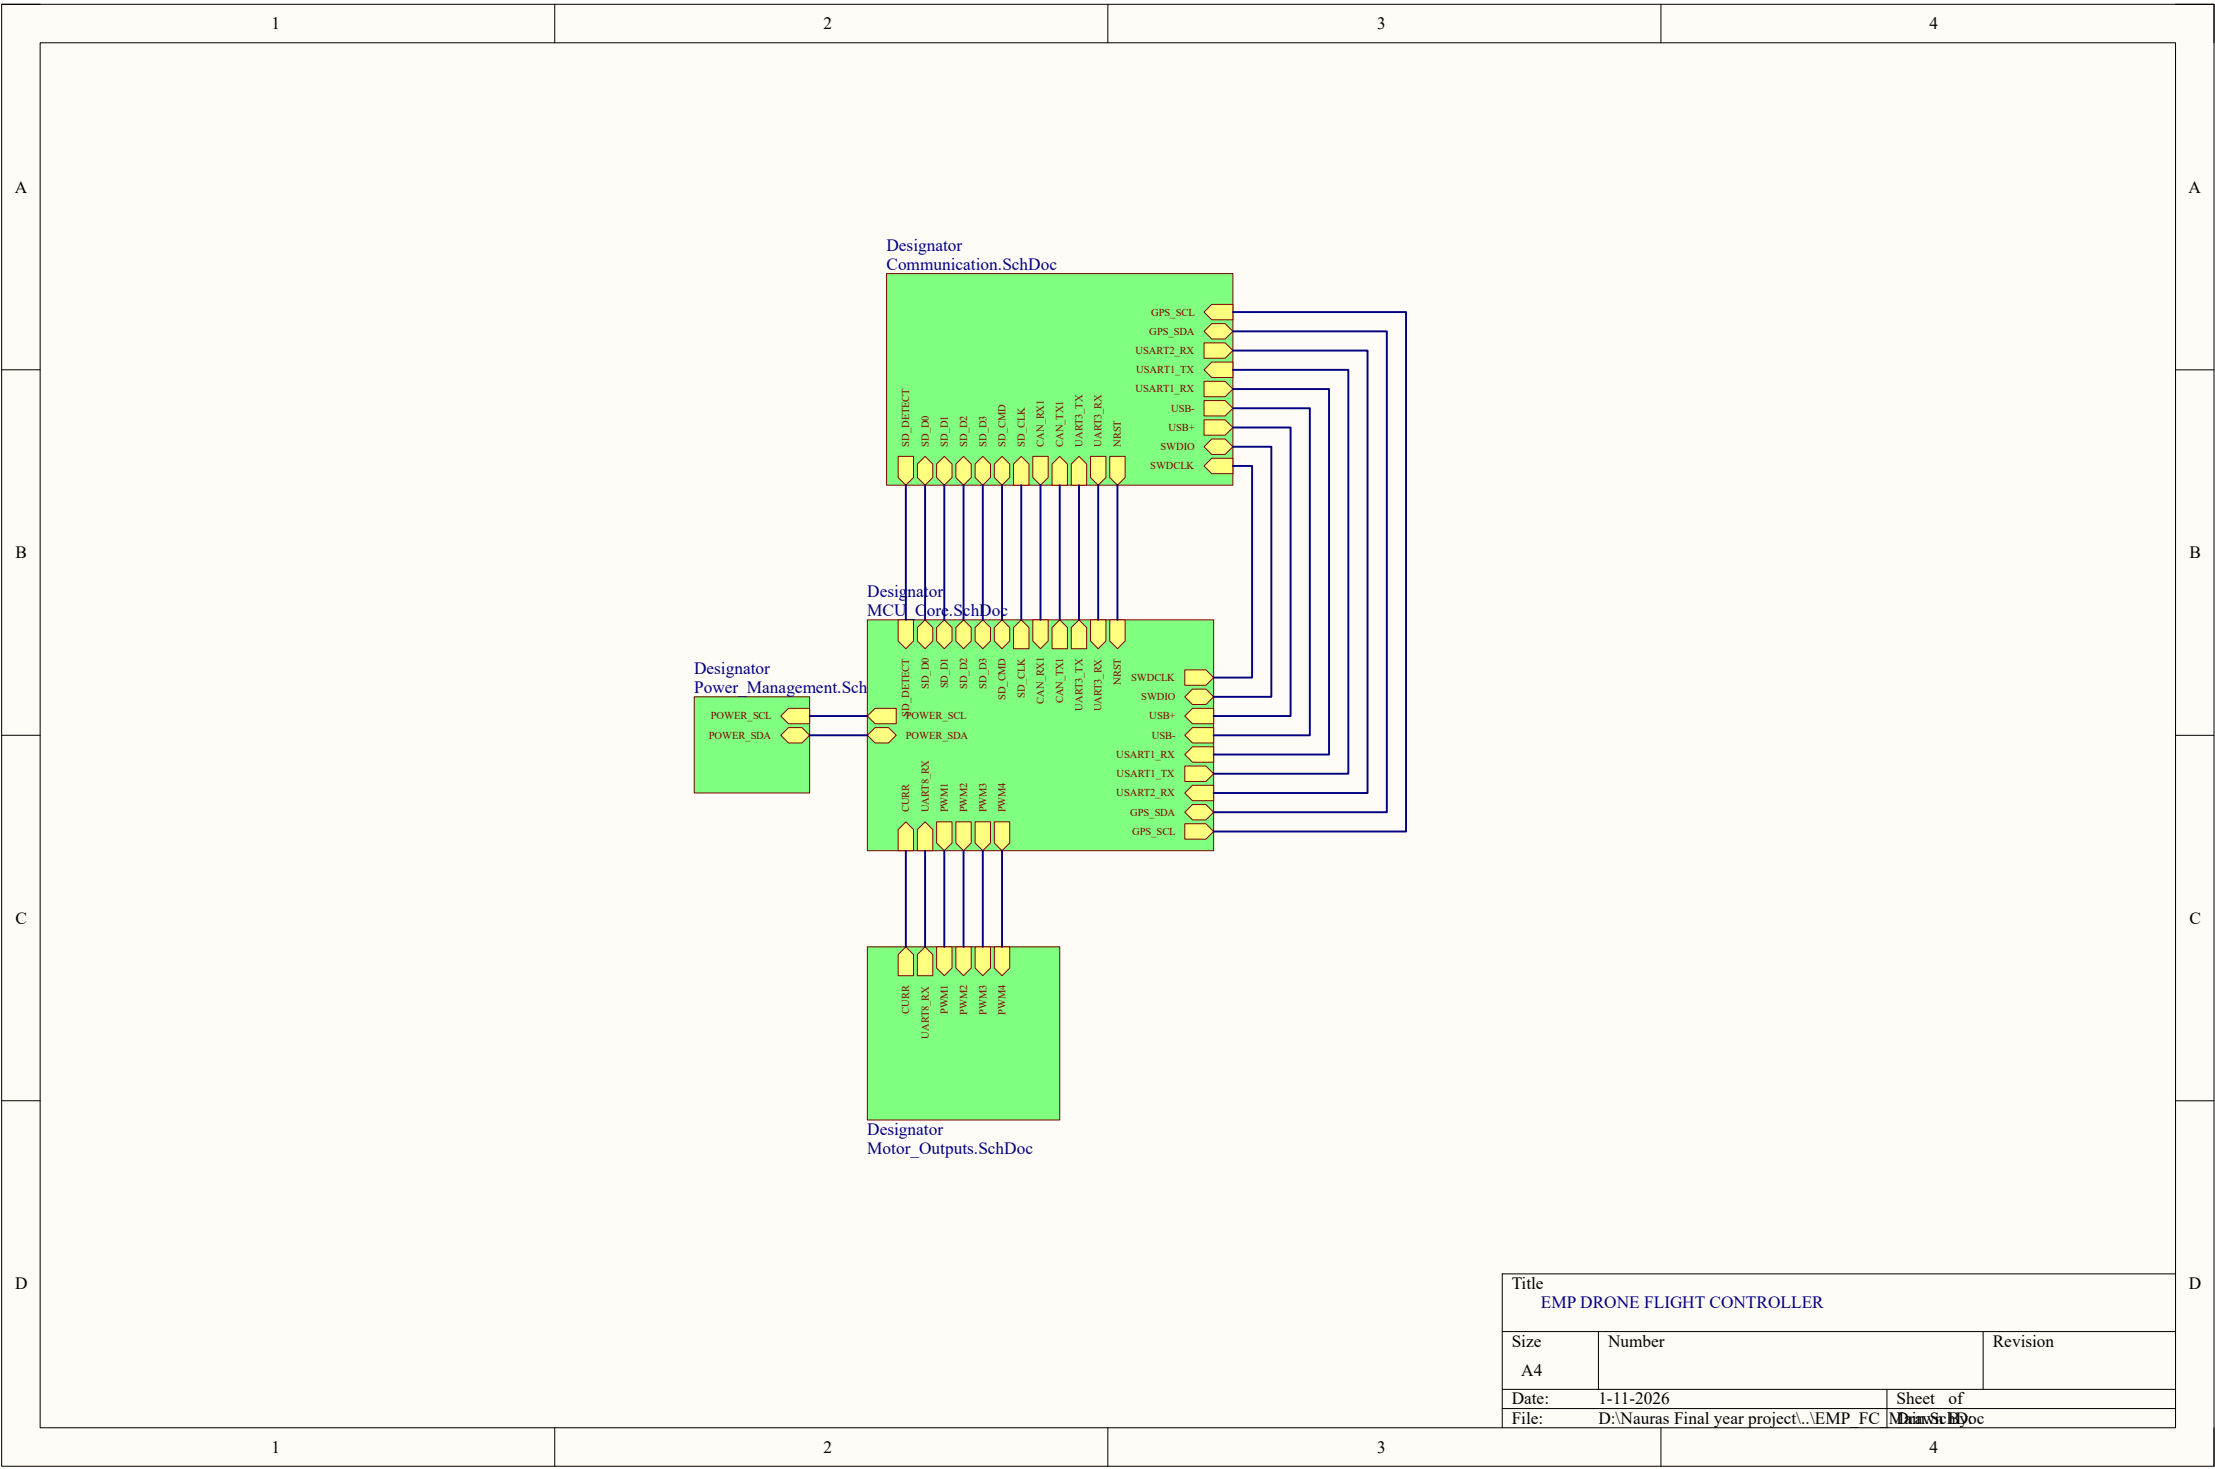 1 2 3 4
A A
B B
C C
D D
Designator
Communication.SchDoc
GPS_SCL
GPS_SDA
USART2_RX
USART1_TX
USART1_RX
USB-
USB+
SWDIO
SWDCLK
SD_DETECT
SD_D0
SD_D1
SD_D2
SD_D3
SD_CMD
SD_CLK
CAN_RX1
CAN_TX1
UART3_TX
UART3_RX
NRST
Designator
MCU_Core.SchDoc
SD_DETECT
SD_D0
SD_D1
SD_D2
SD_D3
SD_CMD
SD_CLK
CAN_RX1
CAN_TX1
UART3_TX
UART3_RX
NRST
SWDCLK
SWDIO
USB+
USB-
USART1_RX
USART1_TX
USART2_RX
GPS_SDA
GPS_SCL
Designator
Power_Management.Sch
POWER_SCL
POWER_SDA
POWER_SCL
POWER_SDA
CURR
UART8_RX
PWM1
PWM2
PWM3
PWM4
CURR
UART8_RX
PWM1
PWM2
PWM3
PWM4
Designator
Motor_Outputs.SchDoc
Title
EMP DRONE FLIGHT CONTROLLER
Size Number Revision
A4
Date: 1-11-2026 Sheet of
File: D:\Nauras Final year project\..\EMP_FC
1 2 3 4